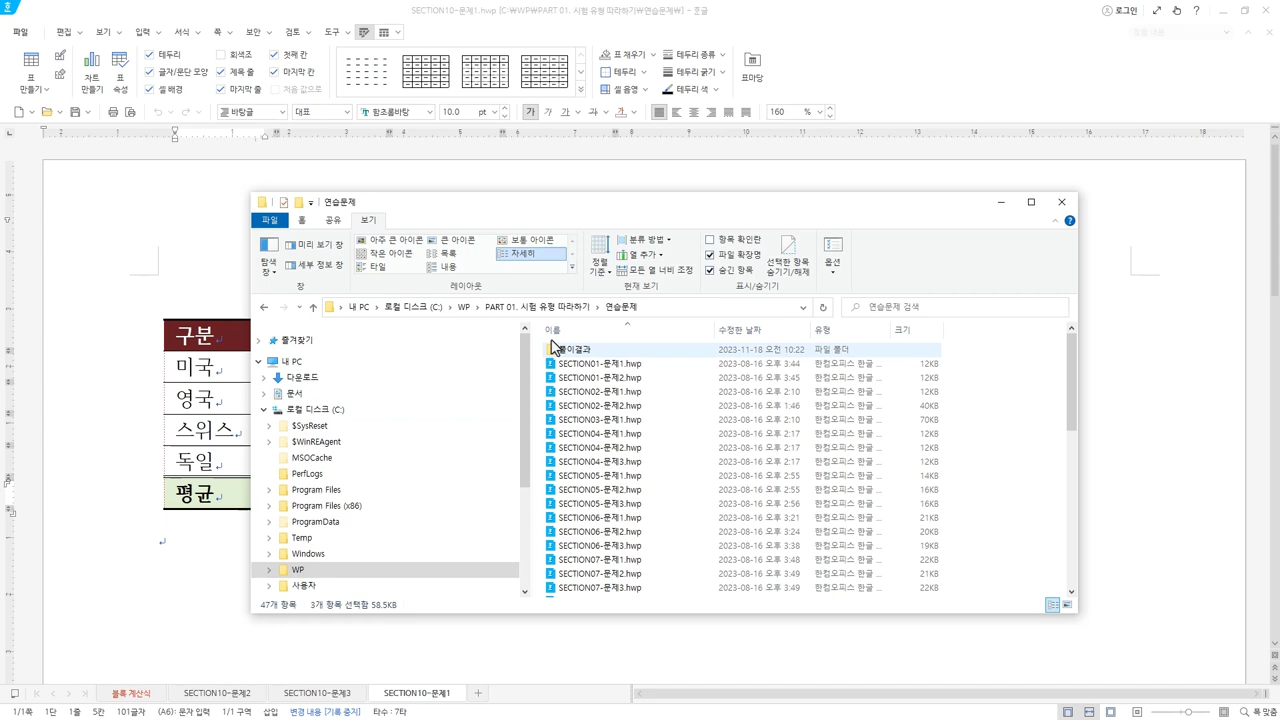 SECTION10-문제1.hwp [C:₩WP₩PART 01. 시험 유형 따라하기₩연습문제₩] - 한글
로그인
파일 편집 보기 입력 서식 쪽 보안 검토 도구
표 만들기
차트 만들기
표 속성
테두리 회색조 첫째 칸
글자/문단 모양 제목 줄 마지막 칸
셀 배경 마지막 줄 처음 값으로
표 채우기 테두리 종류
테두리 테두리 굵기
셀 음영 테두리 색
표마당
바탕글 대표 함초롬바탕 10.0 pt 가 가 가 가 가 160 %
2 1 1 2 3 4 5 6 7 8 9 10 11 12 13 14 15 16 17 18
구분
미국
영국
스위스
독일
평균
연습문제
파일 홈 공유 보기
탐색 창
미리 보기 창
세부 정보 창
창
아주 큰 아이콘 큰 아이콘 보통 아이콘
작은 아이콘 목록 자세히
타일 내용
레이아웃
정렬 기준
분류 방법
열 추가
모든 열 너비 조정
현재 보기
항목 확인란
파일 확장명
숨긴 항목
선택한 항목 숨기기/해제
표시/숨기기
옵션
내 PC 로컬 디스크 (C:) WP PART 01. 시험 유형 따라하기 연습문제
연습문제 검색
즐겨찾기
내 PC
다운로드
문서
로컬 디스크 (C:)
$SysReset
$WinREAgent
MSOCache
PerfLogs
Program Files
Program Files (x86)
ProgramData
Temp
Windows
WP
사용자
이름 수정한 날짜 유형 크기
풀이결과 2023-11-18 오전 10:22 파일 폴더
SECTION01-문제1.hwp 2023-08-16 오후 3:44 한컴오피스 한글 ... 12KB
SECTION01-문제2.hwp 2023-08-16 오후 3:45 한컴오피스 한글 ... 12KB
SECTION02-문제1.hwp 2023-08-16 오후 2:10 한컴오피스 한글 ... 12KB
SECTION02-문제2.hwp 2023-08-16 오후 1:46 한컴오피스 한글 ... 40KB
SECTION03-문제1.hwp 2023-08-16 오후 2:10 한컴오피스 한글 ... 70KB
SECTION04-문제1.hwp 2023-08-16 오후 2:17 한컴오피스 한글 ... 12KB
SECTION04-문제2.hwp 2023-08-16 오후 2:17 한컴오피스 한글 ... 12KB
SECTION04-문제3.hwp 2023-08-16 오후 2:17 한컴오피스 한글 ... 12KB
SECTION05-문제1.hwp 2023-08-16 오후 2:55 한컴오피스 한글 ... 14KB
SECTION05-문제2.hwp 2023-08-16 오후 2:55 한컴오피스 한글 ... 16KB
SECTION05-문제3.hwp 2023-08-16 오후 2:56 한컴오피스 한글 ... 16KB
SECTION06-문제1.hwp 2023-08-16 오후 3:21 한컴오피스 한글 ... 21KB
SECTION06-문제2.hwp 2023-08-16 오후 3:24 한컴오피스 한글 ... 20KB
SECTION06-문제3.hwp 2023-08-16 오후 3:38 한컴오피스 한글 ... 19KB
SECTION07-문제1.hwp 2023-08-16 오후 3:48 한컴오피스 한글 ... 22KB
SECTION07-문제2.hwp 2023-08-16 오후 3:49 한컴오피스 한글 ... 21KB
SECTION07-문제3.hwp 2023-08-16 오후 3:49 한컴오피스 한글 ... 22KB
47개 항목 3개 항목 선택함 58.5KB
블록 계산식 SECTION10-문제2 SECTION10-문제3 SECTION10-문제1
1/1쪽 1단 1줄 5칸 101글자 (A6): 문자 입력 1/1 구역 삽입 변경 내용 [기록 중지] 타수 : 7타 폭 맞춤